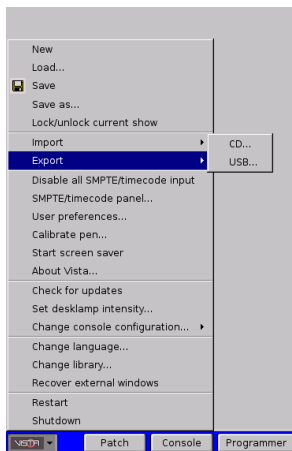 New
Load...
Save
Save as...
Lock/unlock current show
Import
CD...
Export
USB...
Disable all SMPTE/timecode input
SMPTE/timecode panel...
User preferences...
Calibrate pen...
Start screen saver
About Vista...
Check for updates
Set desklamp intensity...
Change console configuration...
Change language...
Change library...
Recover external windows
Restart
Shutdown
VISTA Patch Console Programmer